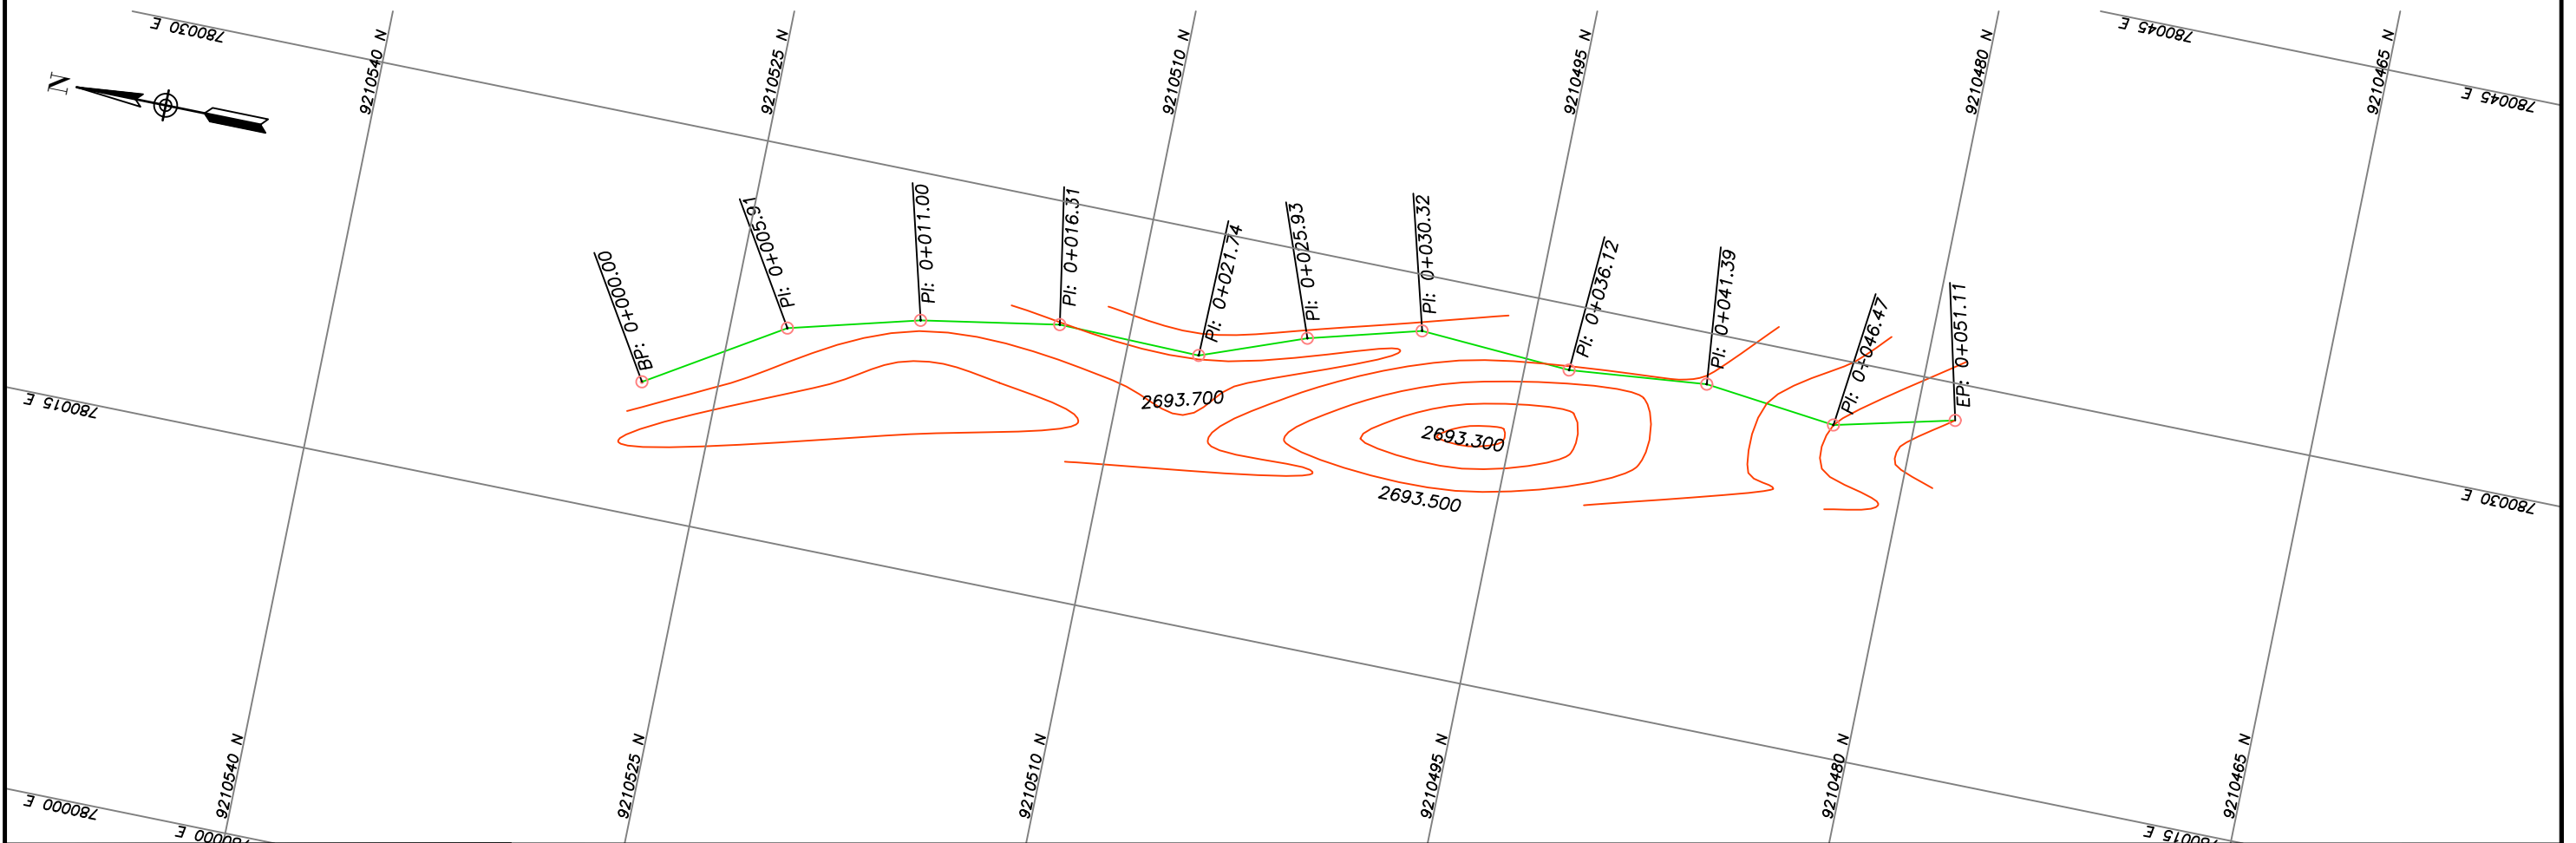 780030 E
9210540 N
9210525 N
9210510 N
9210495 N
9210480 N
780045 E
9210465 N
780045 E
N
BP: 0+000.00
PI: 0+005.91
PI: 0+011.00
PI: 0+016.31
PI: 0+021.74
PI: 0+025.93
PI: 0+030.32
PI: 0+036.12
PI: 0+041.39
PI: 0+046.47
EP: 0+051.11
780015 E
2693.700
2693.300
2693.500
780030 E
9210540 N
9210525 N
9210510 N
9210495 N
9210480 N
9210465 N
780000 E
780000 E
780015 E